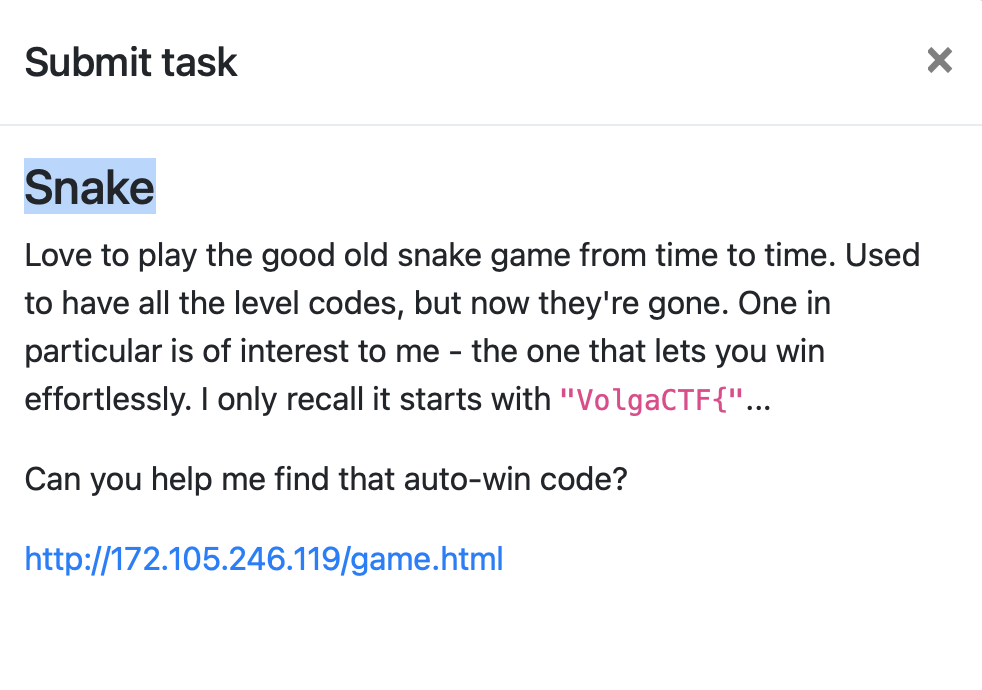 Submit task
×
Snake
Love to play the good old snake game from time to time. Used
to have all the level codes, but now they're gone. One in
particular is of interest to me - the one that lets you win
effortlessly. I only recall it starts with "VolgaCTF{"...
Can you help me find that auto-win code?
http://172.105.246.119/game.html